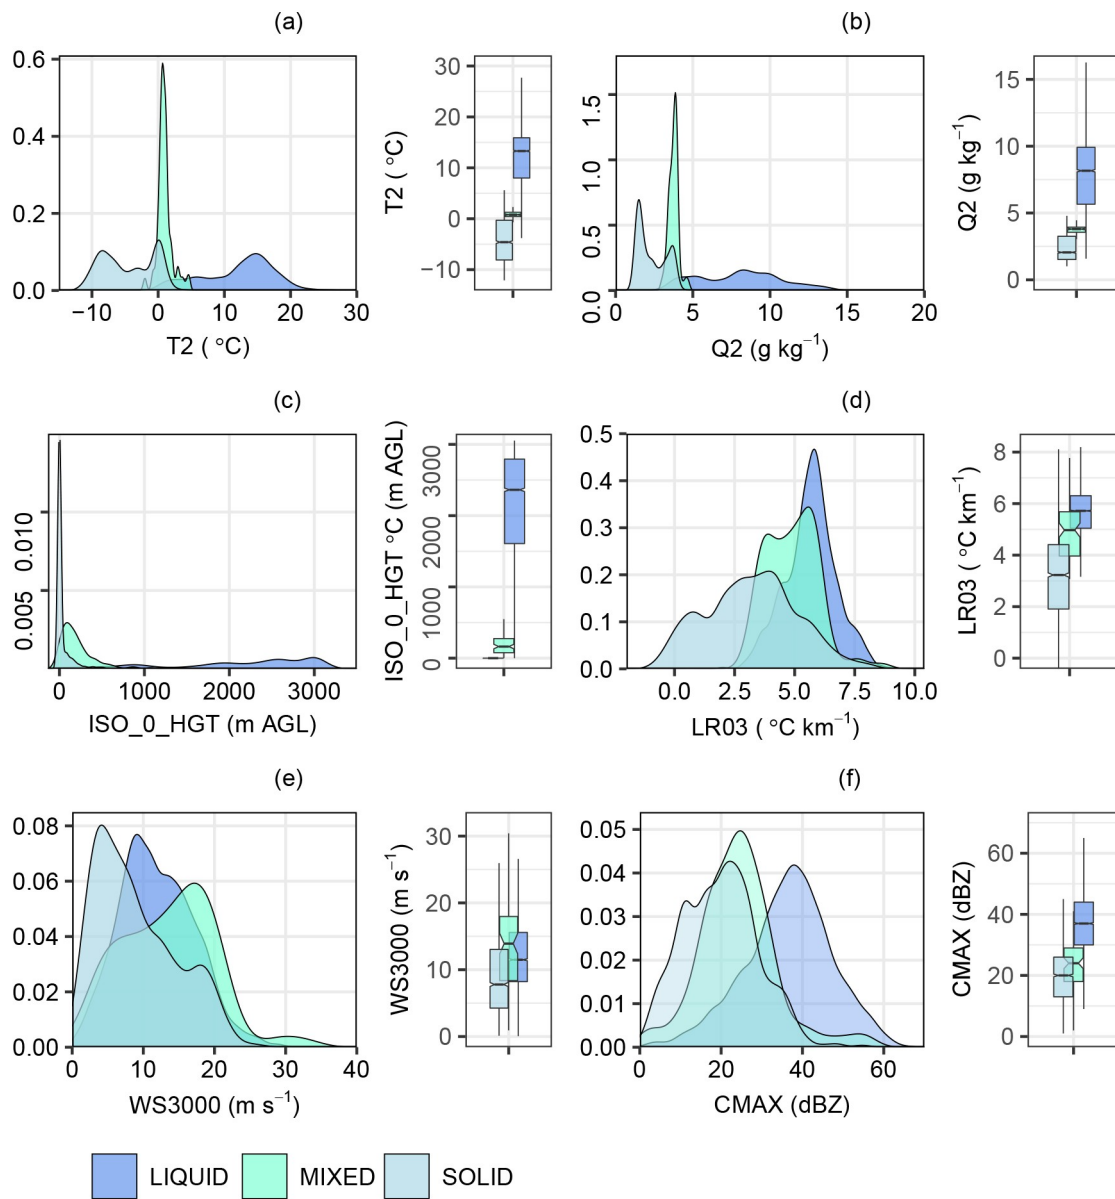 (a)
0.6
0.4
0.2
0.0
−10 0 10 20 30
T2 ( °C)
T2 ( °C)
30
20
10
0
−10
(b)
1.5
1.0
0.5
0.0
0 5 10 15 20
Q2 (g kg−1)
Q2 (g kg−1)
15
10
5
0
(c)
0.010
0.005
0 1000 2000 3000
ISO_0_HGT (m AGL)
ISO_0_HGT °C (m AGL)
3000
2000
1000
0
(d)
0.5
0.4
0.3
0.2
0.1
0.0
0.0 2.5 5.0 7.5 10.0
LR03 ( °C km−1)
LR03 ( °C km−1)
8
6
4
2
0
(e)
0.08
0.06
0.04
0.02
0.00
0 10 20 30 40
WS3000 (m s−1)
WS3000 (m s−1)
30
20
10
0
(f)
0.05
0.04
0.03
0.02
0.01
0.00
0 20 40 60
CMAX (dBZ)
CMAX (dBZ)
60
40
20
0
LIQUID MIXED SOLID